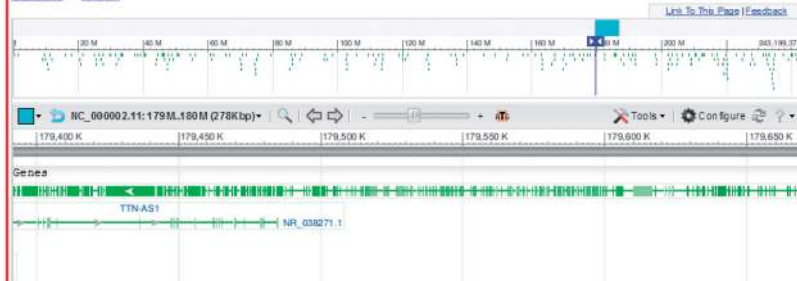 Link To This Page | Feedback
20 M 40 M 60 M 80 M 100 M 120 M 140 M 160 M 200 M
NC_000002.11: 179M..180M (278Kbp) - + Tools Configure ?
179,400 K 179,450 K 179,500 K 179,550 K 179,600 K 179,650 K
Genes
TTN-AS1
NR_038271.1